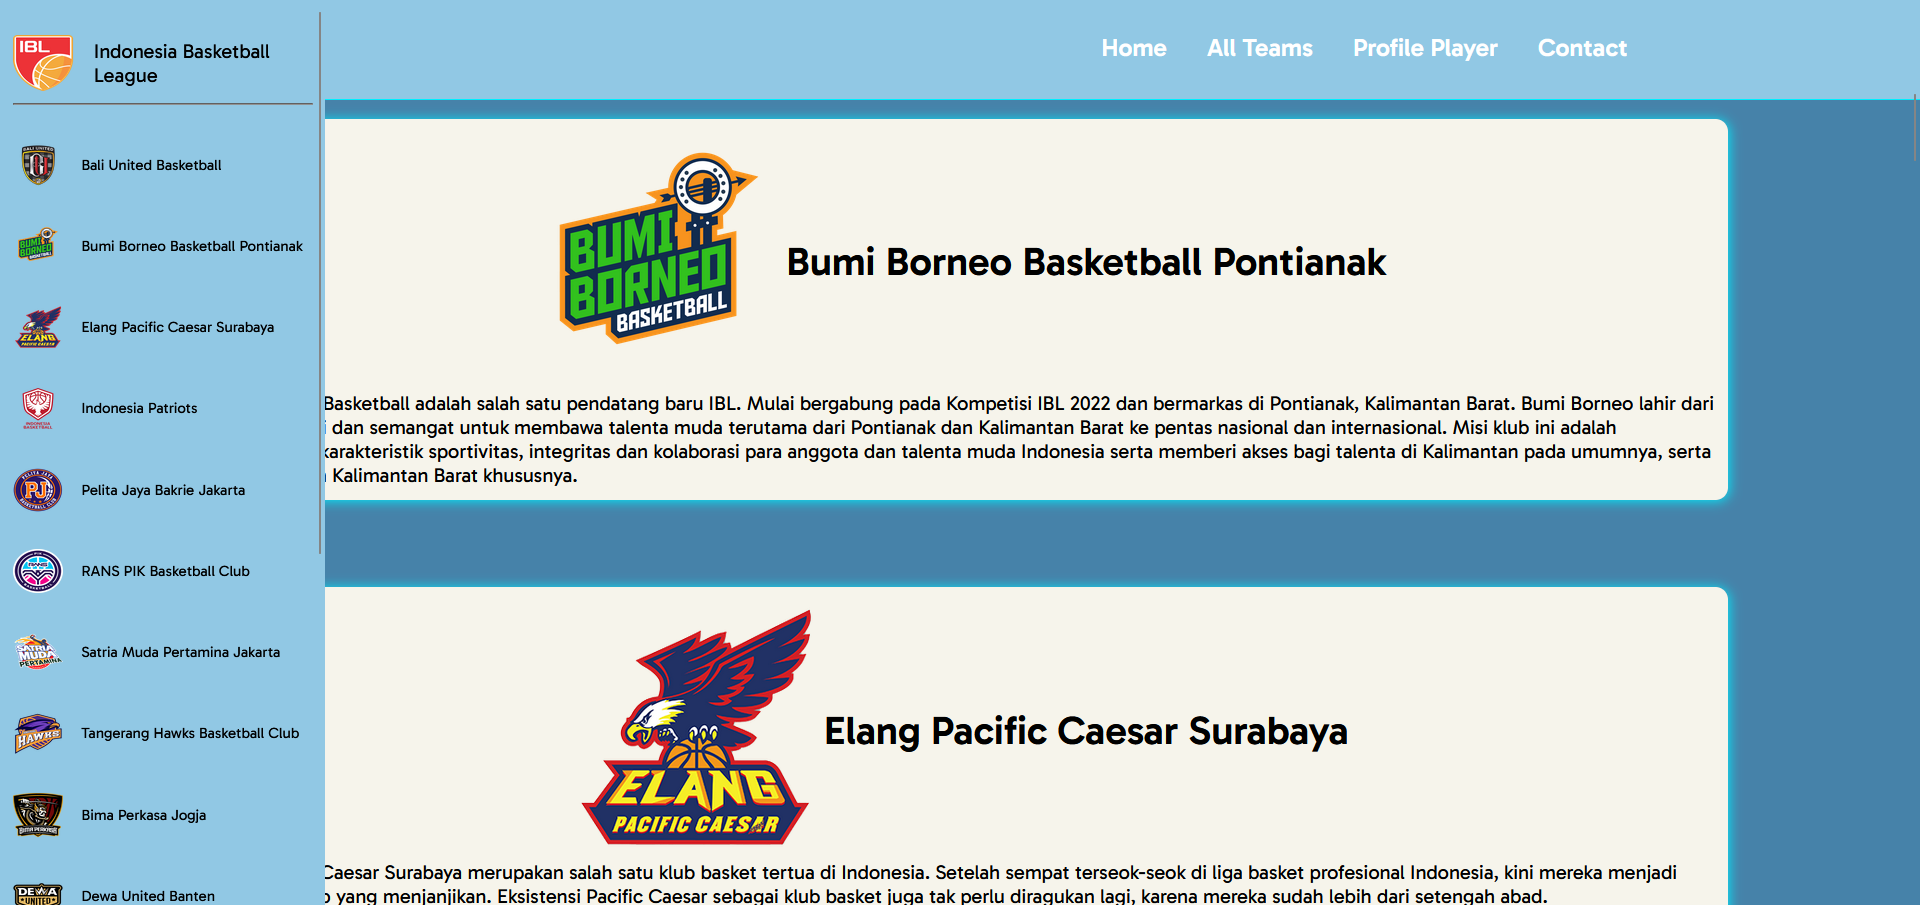 IBL
Indonesia Basketball
League
Home
All Teams
Profile Player
Contact
Bali United Basketball
Bumi Borneo Basketball Pontianak
Elang Pacific Caesar Surabaya
Indonesia Patriots
Pelita Jaya Bakrie Jakarta
RANS PIK Basketball Club
Satria Muda Pertamina Jakarta
Tangerang Hawks Basketball Club
Bima Perkasa Jogja
Dewa United Banten
BUMI
BORNEO
BASKETBALL
Bumi Borneo Basketball Pontianak
Basketball adalah salah satu pendatang baru IBL. Mulai bergabung pada Kompetisi IBL 2022 dan bermarkas di Pontianak, Kalimantan Barat. Bumi Borneo lahir dari
dan semangat untuk membawa talenta muda terutama dari Pontianak dan Kalimantan Barat ke pentas nasional dan internasional. Misi klub ini adalah
karakteristik sportivitas, integritas dan kolaborasi para anggota dan talenta muda Indonesia serta memberi akses bagi talenta di Kalimantan pada umumnya, serta
Kalimantan Barat khususnya.
ELANG
PACIFIC CAESAR
Elang Pacific Caesar Surabaya
Caesar Surabaya merupakan salah satu klub basket tertua di Indonesia. Setelah sempat terseok-seok di liga basket profesional Indonesia, kini mereka menjadi
yang menjanjikan. Eksistensi Pacific Caesar sebagai klub basket juga tak perlu diragukan lagi, karena mereka sudah lebih dari setengah abad.